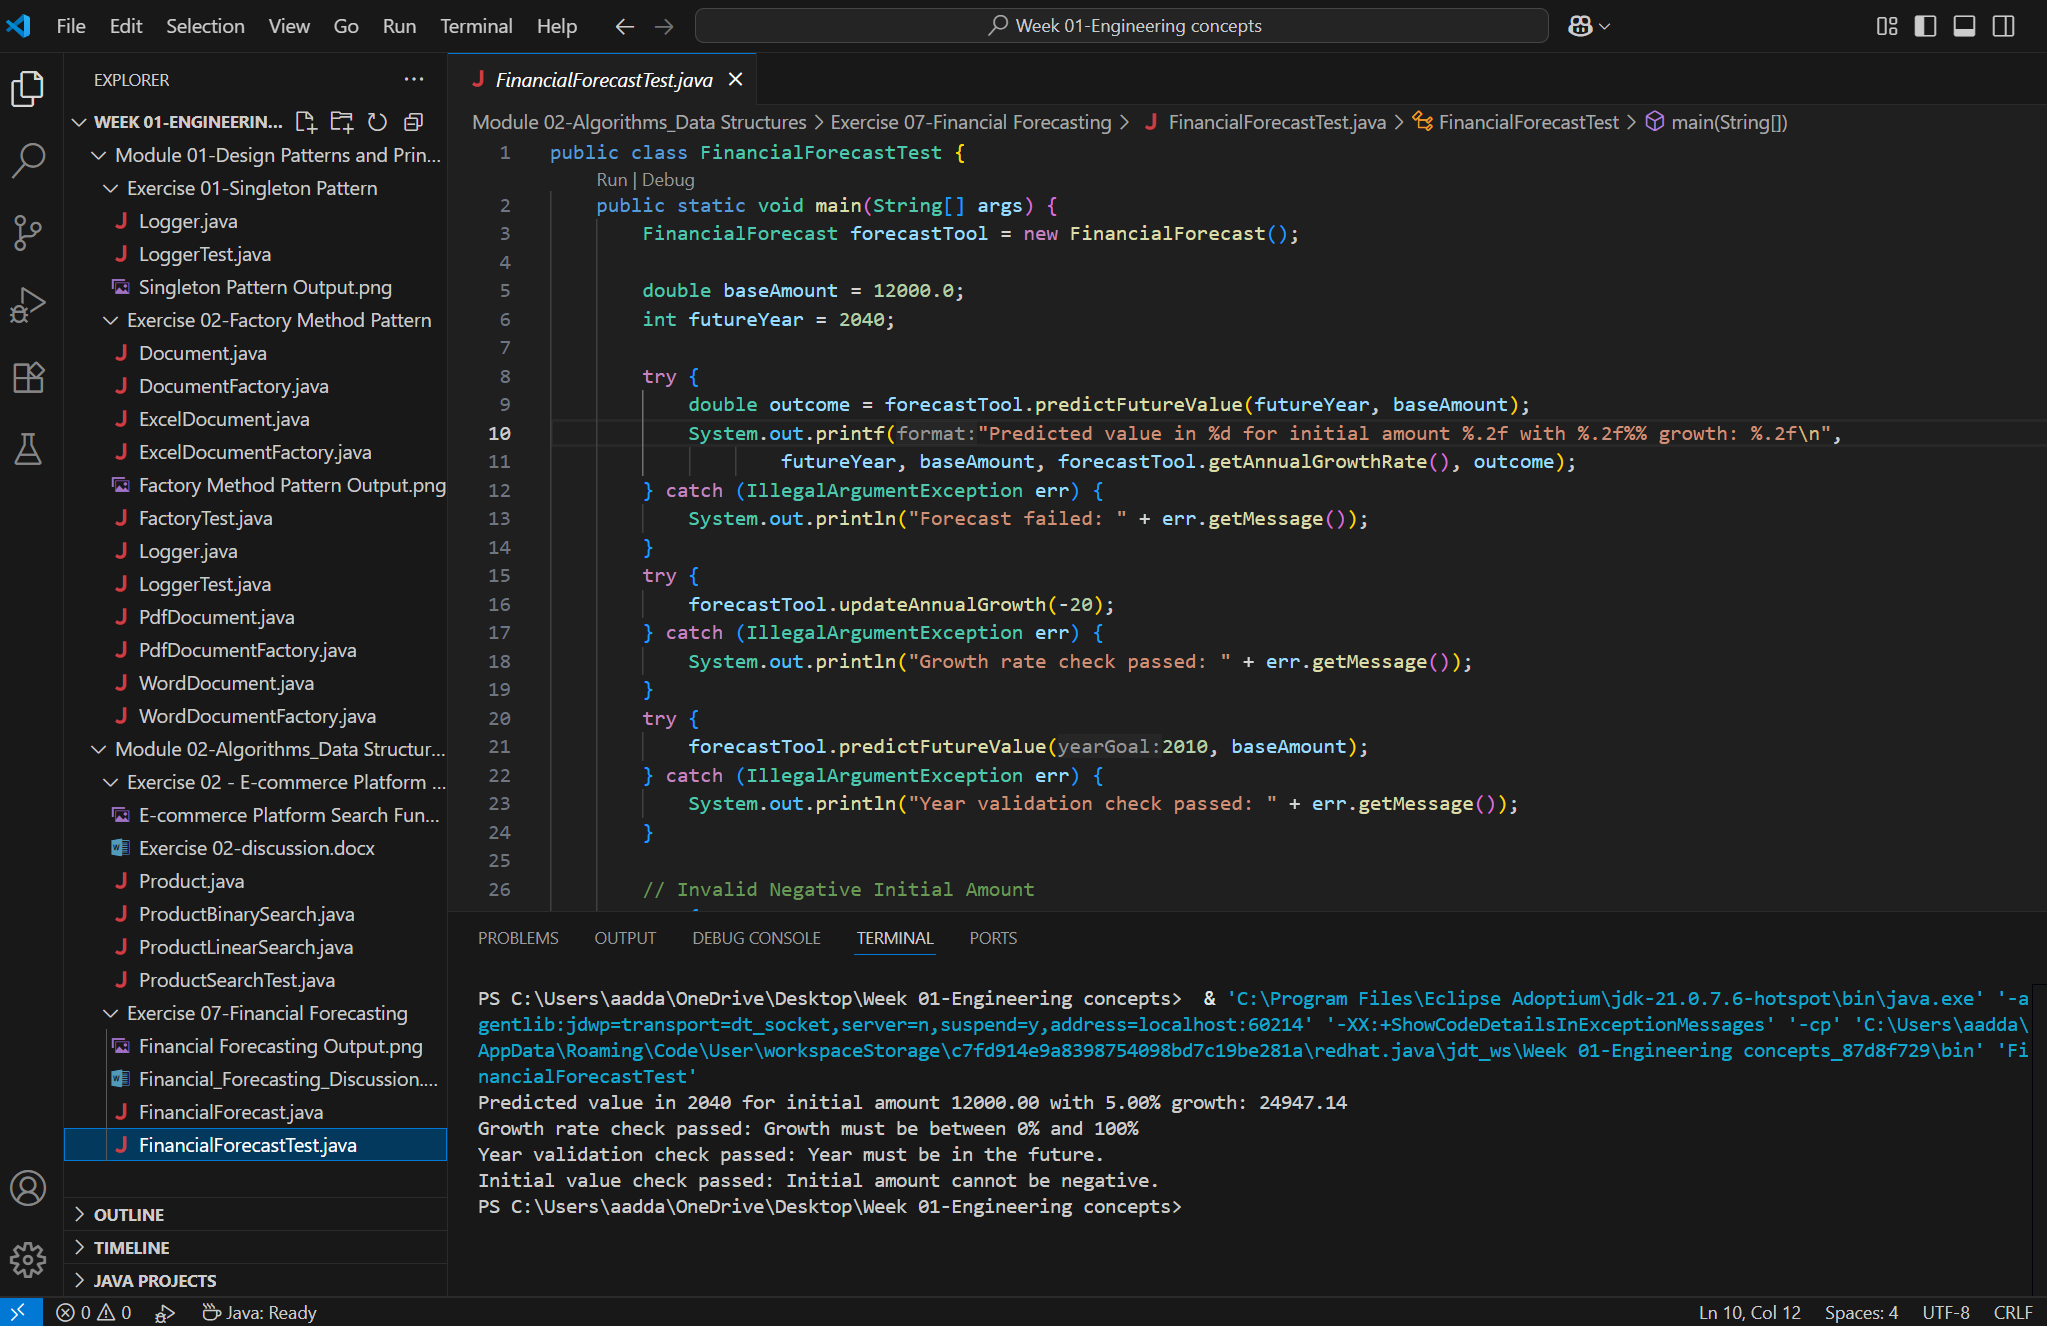 File Edit Selection View Go Run Terminal Help
Week 01-Engineering concepts
EXPLORER
WEEK 01-ENGINEERIN...
Module 01-Design Patterns and Prin...
Exercise 01-Singleton Pattern
Logger.java
LoggerTest.java
Singleton Pattern Output.png
Exercise 02-Factory Method Pattern
Document.java
DocumentFactory.java
ExcelDocument.java
ExcelDocumentFactory.java
Factory Method Pattern Output.png
FactoryTest.java
Logger.java
LoggerTest.java
PdfDocument.java
PdfDocumentFactory.java
WordDocument.java
WordDocumentFactory.java
Module 02-Algorithms_Data Structur...
Exercise 02 - E-commerce Platform ...
E-commerce Platform Search Fun...
Exercise 02-discussion.docx
Product.java
ProductBinarySearch.java
ProductLinearSearch.java
ProductSearchTest.java
Exercise 07-Financial Forecasting
Financial Forecasting Output.png
Financial_Forecasting_Discussion....
FinancialForecast.java
FinancialForecastTest.java
OUTLINE
TIMELINE
JAVA PROJECTS
FinancialForecastTest.java
Module 02-Algorithms_Data Structures > Exercise 07-Financial Forecasting > FinancialForecastTest.java > FinancialForecastTest > main(String[])
1 public class FinancialForecastTest {
Run | Debug
2 public static void main(String[] args) {
3 FinancialForecast forecastTool = new FinancialForecast();
4
5 double baseAmount = 12000.0;
6 int futureYear = 2040;
7
8 try {
9 double outcome = forecastTool.predictFutureValue(futureYear, baseAmount);
10 System.out.printf(format:"Predicted value in %d for initial amount %.2f with %.2f%% growth: %.2f\n",
11 futureYear, baseAmount, forecastTool.getAnnualGrowthRate(), outcome);
12 } catch (IllegalArgumentException err) {
13 System.out.println("Forecast failed: " + err.getMessage());
14 }
15 try {
16 forecastTool.updateAnnualGrowth(-20);
17 } catch (IllegalArgumentException err) {
18 System.out.println("Growth rate check passed: " + err.getMessage());
19 }
20 try {
21 forecastTool.predictFutureValue(yearGoal:2010, baseAmount);
22 } catch (IllegalArgumentException err) {
23 System.out.println("Year validation check passed: " + err.getMessage());
24 }
25
26 // Invalid Negative Initial Amount
PROBLEMS OUTPUT DEBUG CONSOLE TERMINAL PORTS
PS C:\Users\aadda\OneDrive\Desktop\Week 01-Engineering concepts> & 'C:\Program Files\Eclipse Adoptium\jdk-21.0.7.6-hotspot\bin\java.exe' '-a
gentlib:jdwp=transport=dt_socket,server=n,suspend=y,address=localhost:60214' '-XX:+ShowCodeDetailsInExceptionMessages' '-cp' 'C:\Users\aadda\
AppData\Roaming\Code\User\workspaceStorage\c7fd914e9a8398754098bd7c19be281a\redhat.java\jdt_ws\Week 01-Engineering concepts_87d8f729\bin' 'Fi
nancialForecastTest'
Predicted value in 2040 for initial amount 12000.00 with 5.00% growth: 24947.14
Growth rate check passed: Growth must be between 0% and 100%
Year validation check passed: Year must be in the future.
Initial value check passed: Initial amount cannot be negative.
PS C:\Users\aadda\OneDrive\Desktop\Week 01-Engineering concepts>
0 0 Java: Ready Ln 10, Col 12 Spaces: 4 UTF-8 CRLF